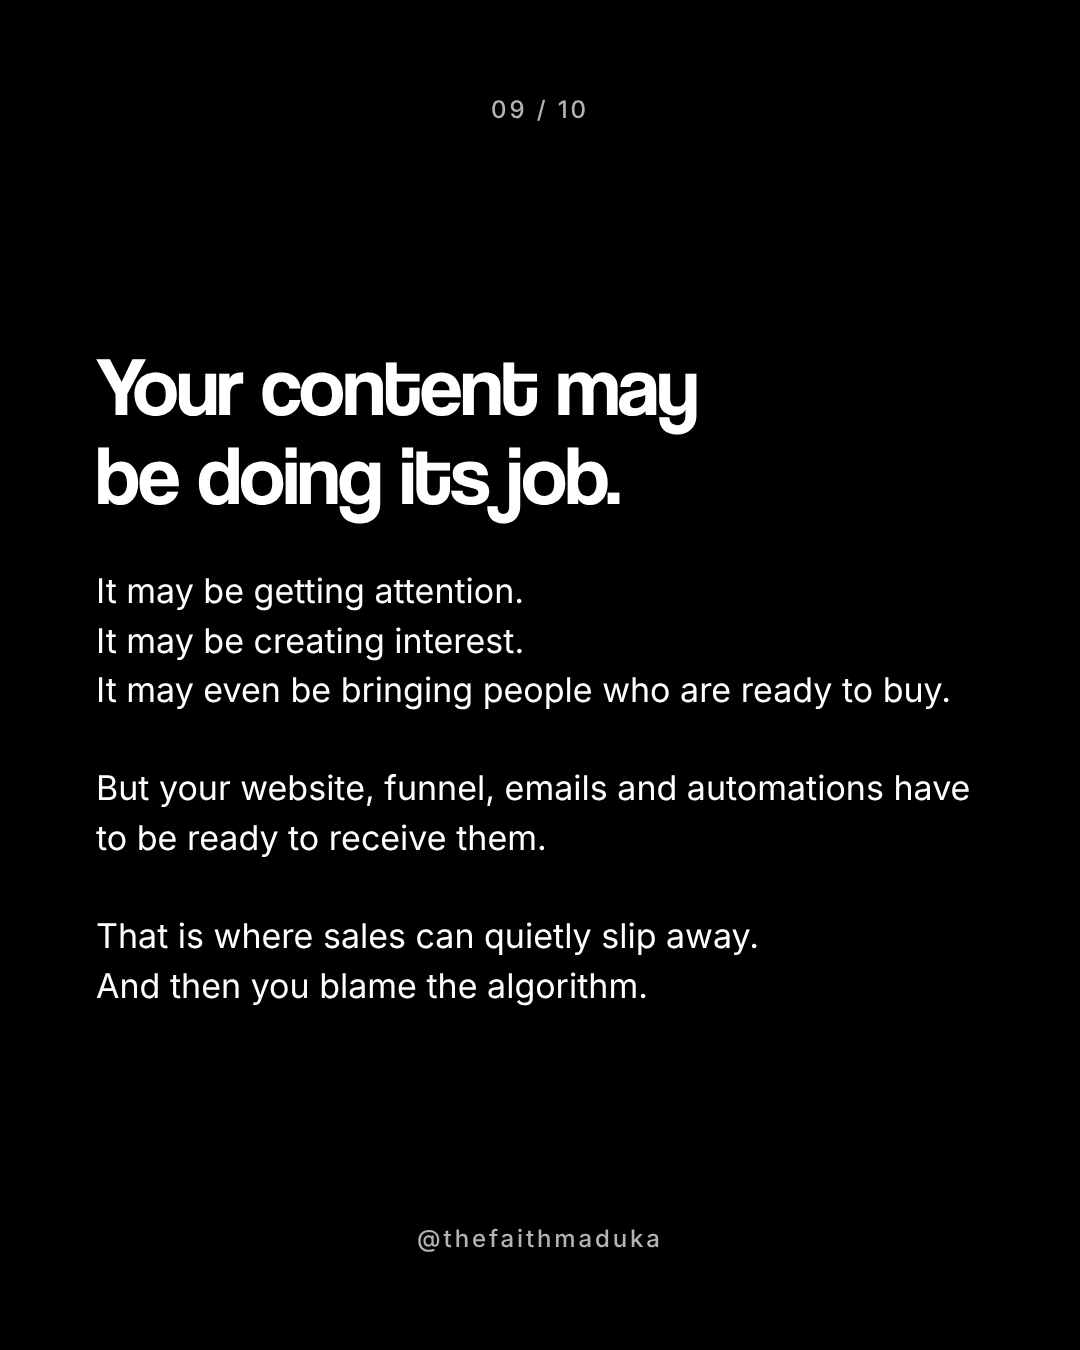 09 / 10
Your content may
be doing its job.
It may be getting attention.
It may be creating interest.
It may even be bringing people who are ready to buy.
But your website, funnel, emails and automations have
to be ready to receive them.
That is where sales can quietly slip away.
And then you blame the algorithm.
@thefaithmaduka